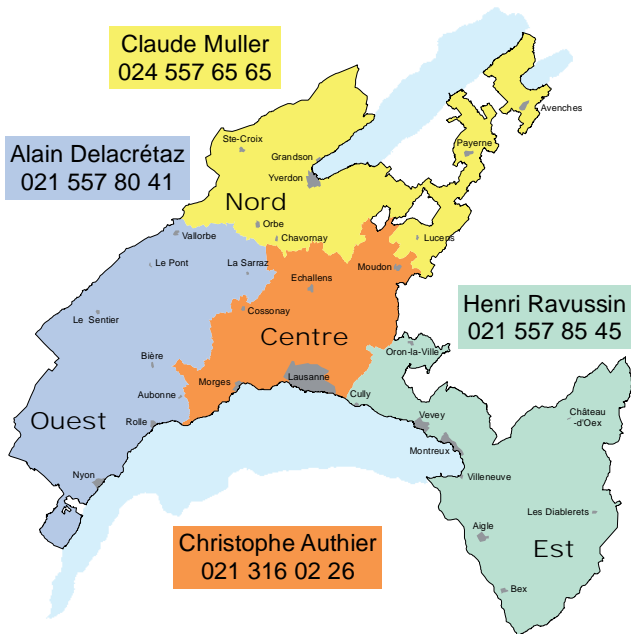 Claude Muller
024 557 65 65
Avenches
Ste-Croix
Payerne
Alain Delacrétaz
021 557 80 41
Grandson
Yverdon
Nord
Orbe
Vallorbe
Chavornay
Lucens
Le Pont
La Sarraz
Moudon
Echallens
Henri Ravussin
021 557 85 45
Le Sentier
Cossonay
Centre
Oron-la-Ville
Bière
Lausanne
Morges
Aubonne
Cully
Ouest
Rolle
Vevey
Château
-d'Oex
Montreux
Nyon
Villeneuve
Les Diablerets
Aigle
Christophe Authier
021 316 02 26
Est
Bex